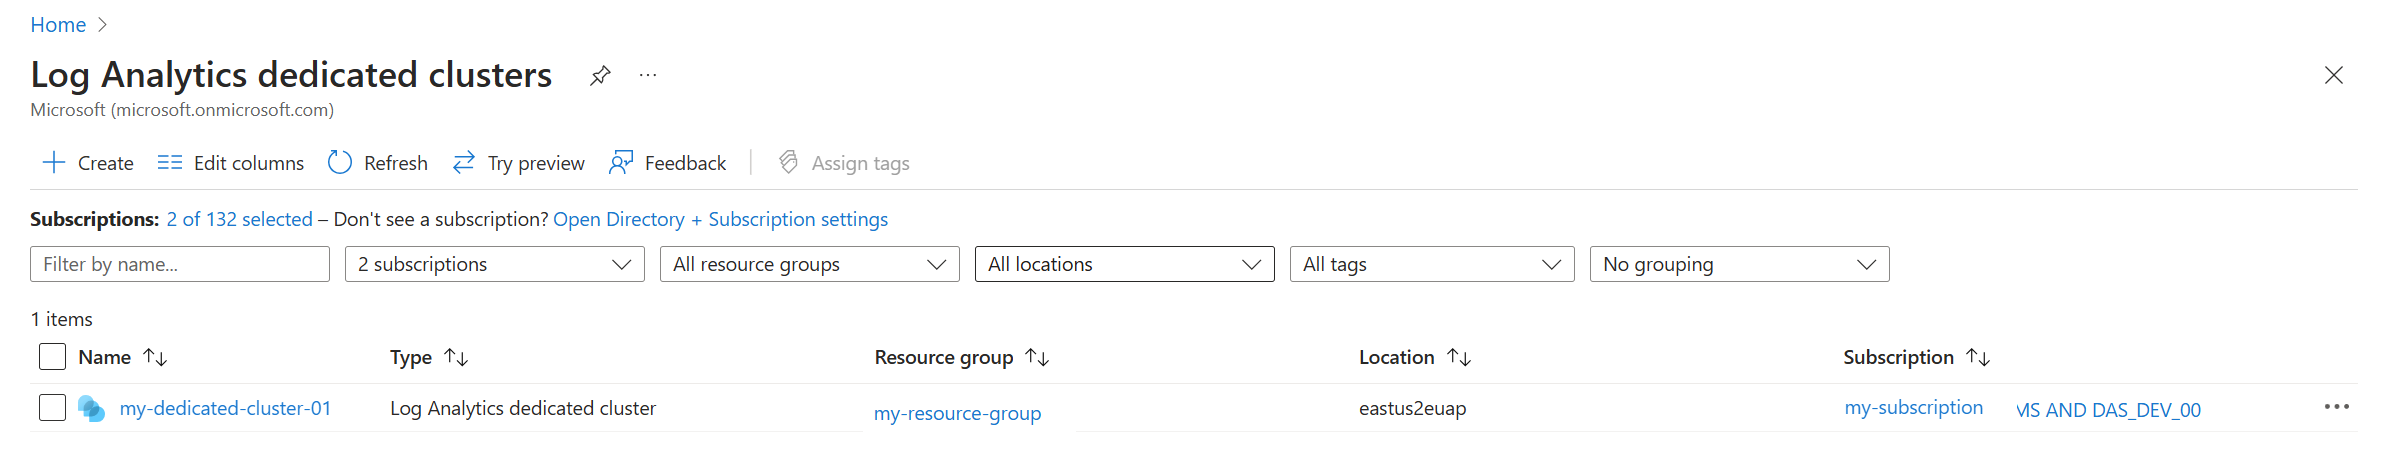 Home
Log Analytics dedicated clusters
Microsoft (microsoft.onmicrosoft.com)
Create Edit columns Refresh Try preview Feedback Assign tags
Subscriptions: 2 of 132 selected – Don't see a subscription? Open Directory + Subscription settings
Filter by name... 2 subscriptions All resource groups All locations All tags No grouping
1 items
Name Type Resource group Location Subscription
my-dedicated-cluster-01 Log Analytics dedicated cluster my-resource-group eastus2euap my-subscription MS AND DAS_DEV_00